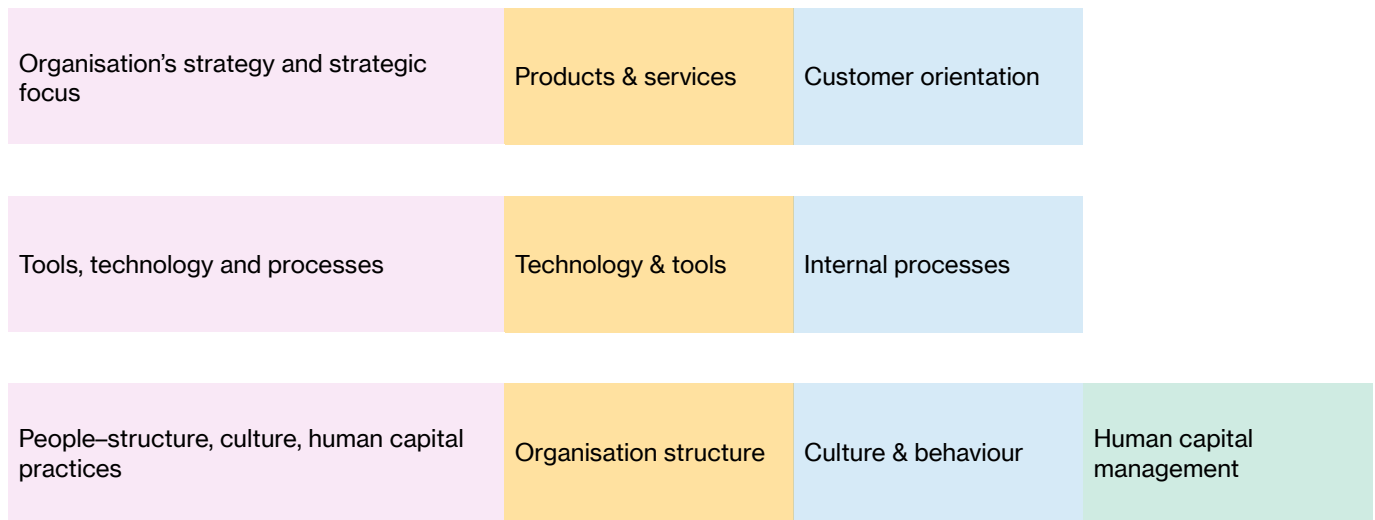 Organisation’s strategy and strategic
focus
Products & services
Customer orientation
Tools, technology and processes
Technology & tools
Internal processes
People–structure, culture, human capital
practices
Organisation structure
Culture & behaviour
Human capital
management